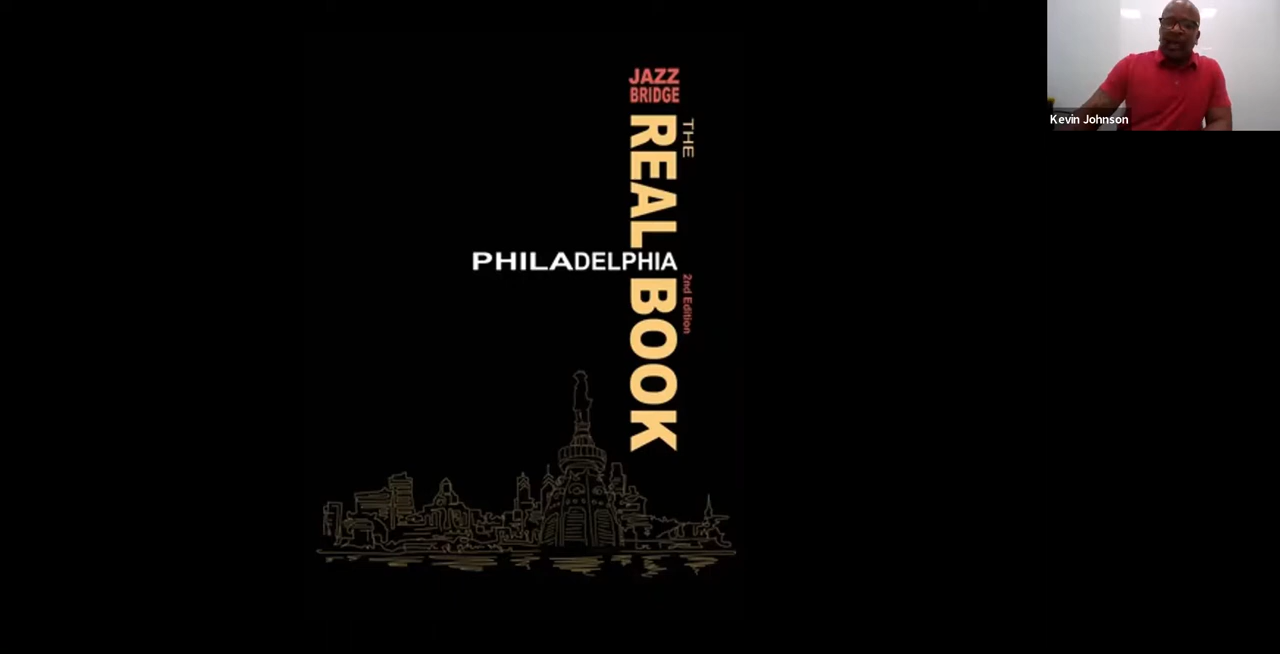 JAZZ
BRIDGE
THE
REAL BOOK
PHILADELPHIA
2nd Edition
Kevin Johnson